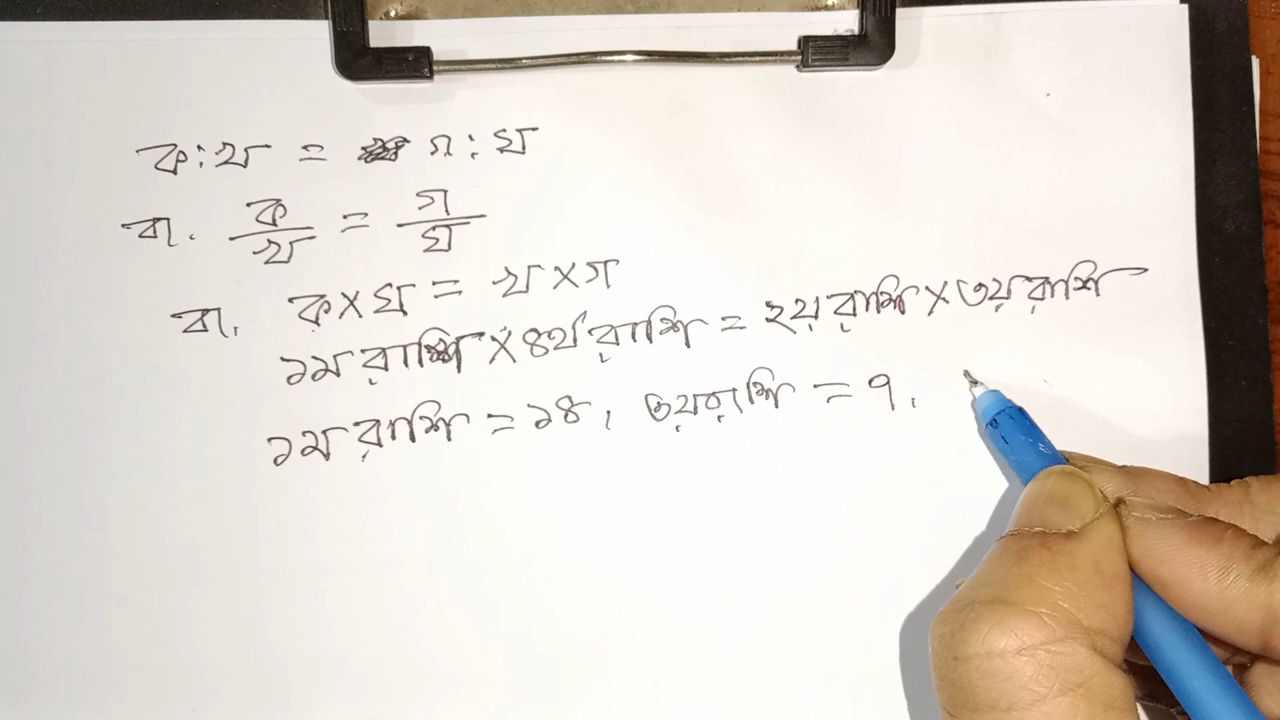 ক:খ = গ:ঘ
বা. ক/খ = গ/ঘ
বা. ক×ঘ = খ×গ
১ম রাশি × ৪র্থ রাশি = ২য় রাশি × ৩য় রাশি
১ম রাশি = ১৪, ৩য় রাশি = ৭,